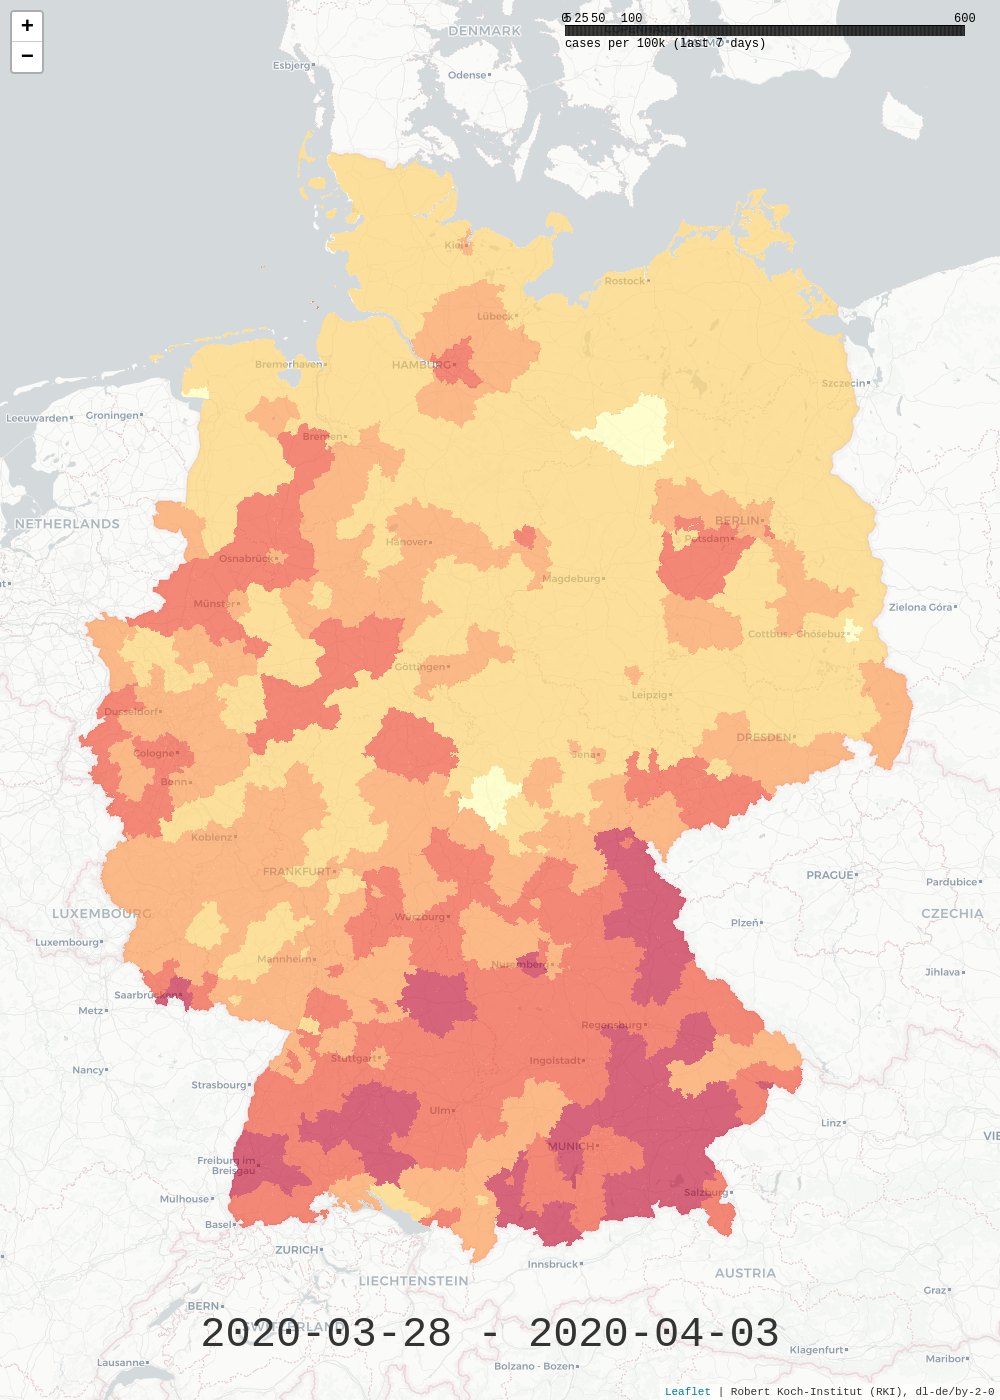 +
−
0 5 25 50 100 600
cases per 100k (last 7 days)
DENMARK
Esbjerg
Odense
Kiel
Rostock
Lübeck
Bremerhaven
HAMBURG
Szczecin
Leeuwarden
Groningen
Bremen
NETHERLANDS
BERLIN
Potsdam
Hanover
Osnabrück
Magdeburg
Münster
Zielona Góra
Cottbus - Chóśebuz
Göttingen
Leipzig
Dusseldorf
DRESDEN
Cologne
Jena
Bonn
Koblenz
FRANKFURT
PRAGUE
Pardubice
LUXEMBOURG
Würzburg
Plzeň
CZECHIA
Luxembourg
Mannheim
Nuremberg
Jihlava
Saarbrücken
Metz
Regensburg
Stuttgart
Ingolstadt
Nancy
Strasbourg
Ulm
Linz
MUNICH
Freiburg im
Breisgau
Mulhouse
Salzburg
Basel
ZURICH
Innsbruck
LIECHTENSTEIN
AUSTRIA
Graz
BERN
SWITZERLAND
2020-03-28 - 2020-04-03
Klagenfurt
Lausanne
Bolzano - Bozen
Maribor
Leaflet | Robert Koch-Institut (RKI), dl-de/by-2-0